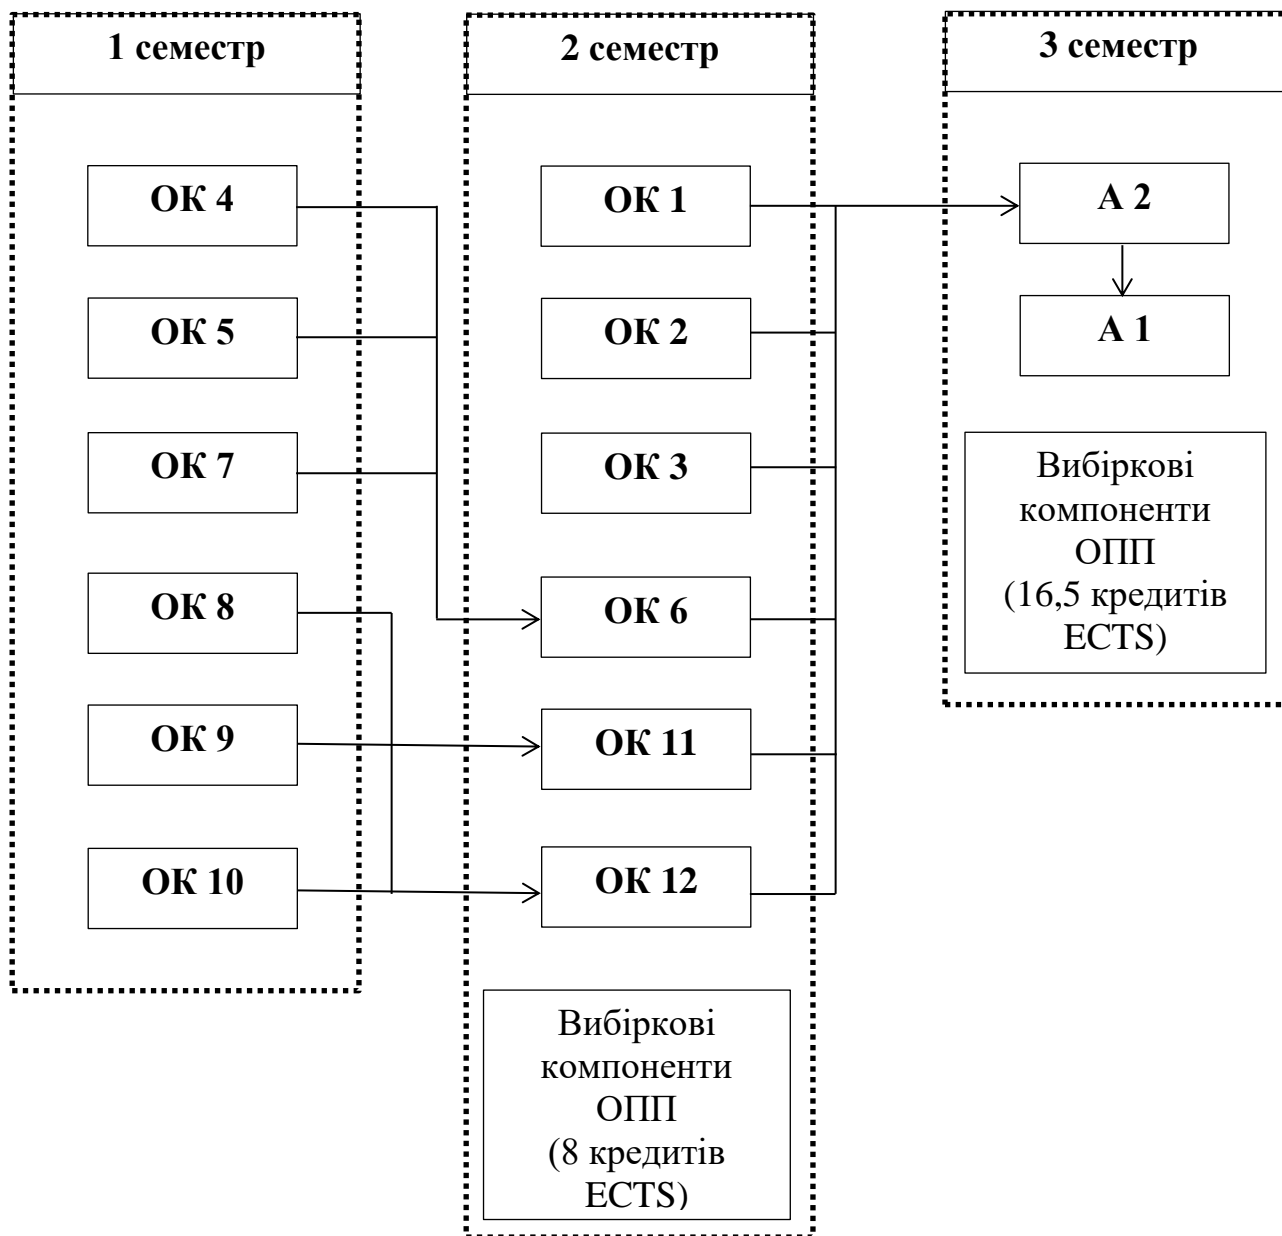 1 семестр
ОК 4
ОК 5
ОК 7
ОК 8
ОК 9
ОК 10
2 семестр
ОК 1
ОК 2
ОК 3
ОК 6
ОК 11
ОК 12
Вибіркові
компоненти
ОПП
(8 кредитів
ECTS)
3 семестр
А 2
А 1
Вибіркові
компоненти
ОПП
(16,5 кредитів
ECTS)